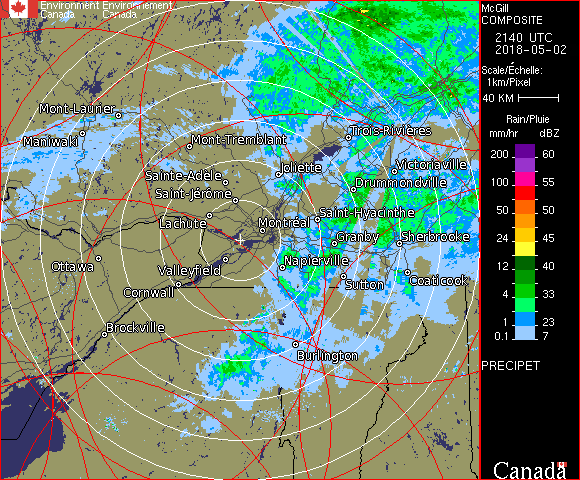 Environment Environnement
Canada Canada
McGill
COMPOSITE
2140 UTC
2018-05-02
Scale/Échelle:
1km/Pixel
40 KM
Rain/Pluie
mm/hr dBZ
200 60
100 55
50 50
24 45
12 40
4 33
0.1 23
7
PRECIPET
Canada
Mont-Laurier
Maniwaki
Mont-Tremblant
Trois-Rivières
Sainte-Adèle
Joliette
Victoriaville
Saint-Jérôme
Drummondville
Lachute
Montréal
Saint-Hyacinthe
Granby
Sherbrooke
Ottawa
Valleyfield
Napierville
Cornwall
Sutton
Coaticook
Brockville
Burlington